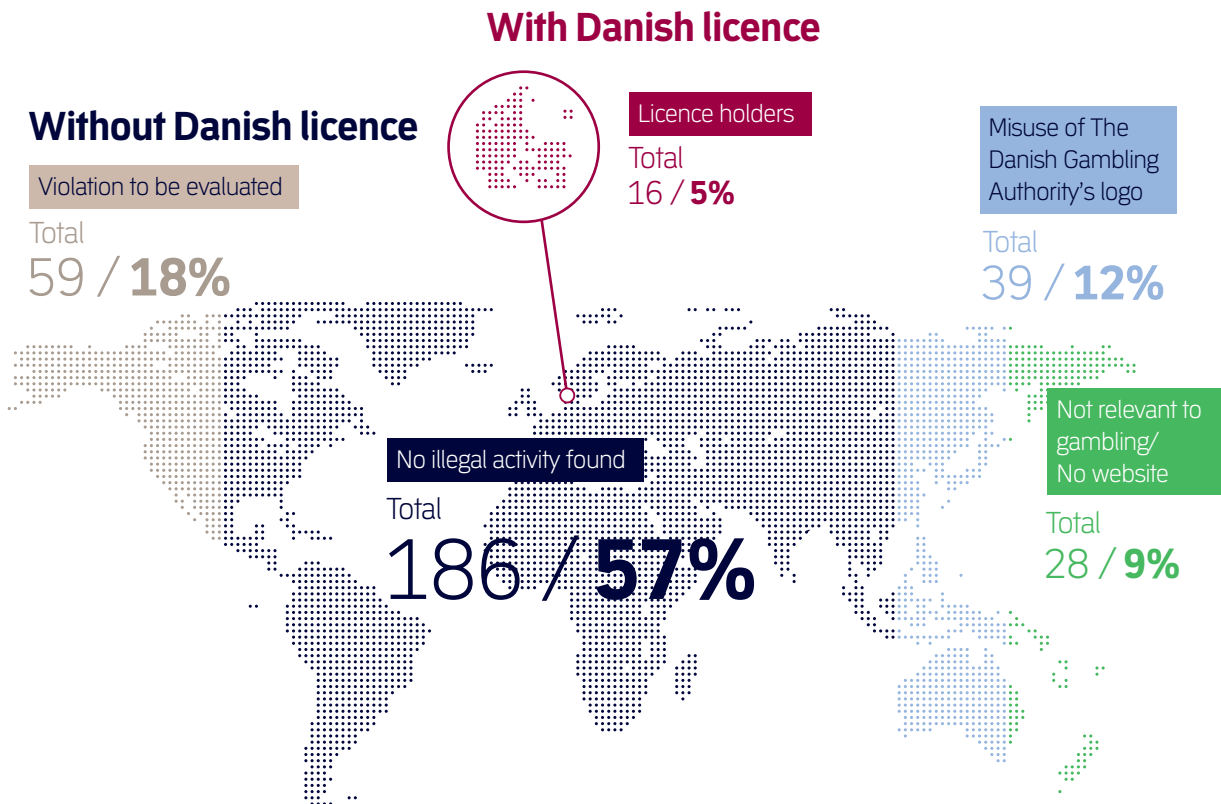 With Danish licence
Without Danish licence
Violation to be evaluated
Total
59 / 18%
Licence holders
Total
16 / 5%
Misuse of The
Danish Gambling
Authority's logo
Total
39 / 12%
No illegal activity found
Total
186 / 57%
Not relevant to
gambling/
No website
Total
28 / 9%